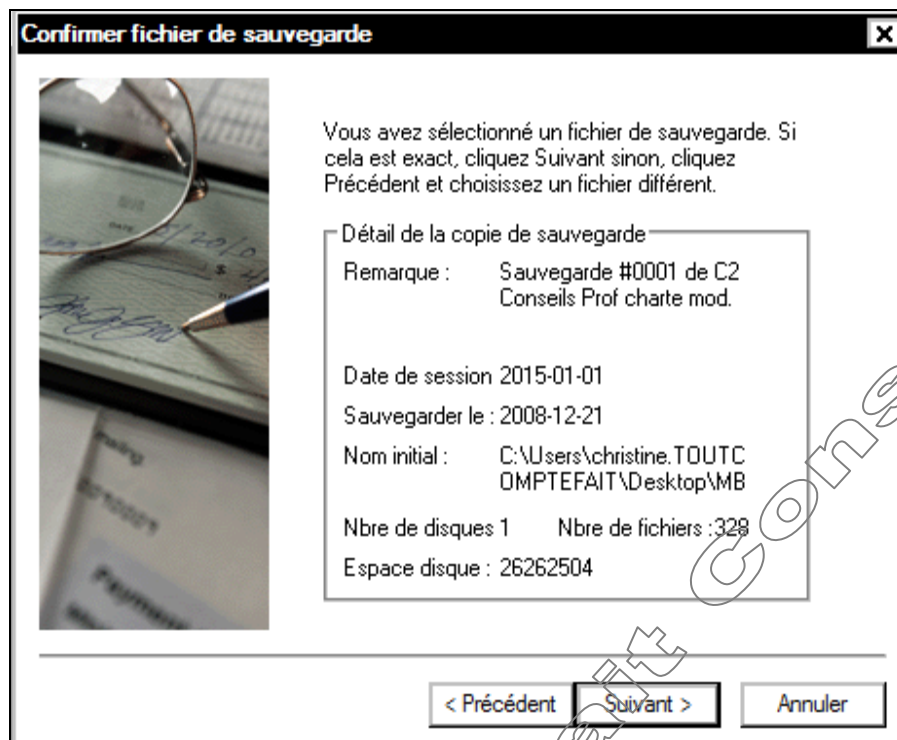 Confirmer fichier de sauvegarde
Vous avez sélectionné un fichier de sauvegarde. Si
cela est exact, cliquez Suivant sinon, cliquez
Précédent et choisissez un fichier différent.
Détail de la copie de sauvegarde
Remarque : Sauvegarde #0001 de C2
Conseils Prof charte mod.
Date de session 2015-01-01
Sauvegarder le : 2008-12-21
Nom initial : C:\Users\christine.TOUTC
OMPTEFAIT\Desktop\MB
Nbre de disques 1 Nbre de fichiers :328
Espace disque : 26262504
< Précédent Suivant > Annuler